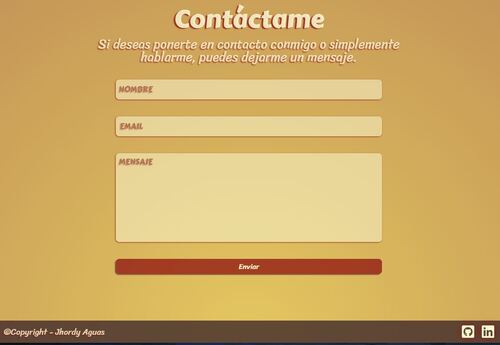 Contáctame
Si deseas ponerte en contacto conmigo o simplemente
hablarme, puedes dejarme un mensaje.
NOMBRE
EMAIL
MENSAJE
Enviar
©Copyright - Jhordy Aguas